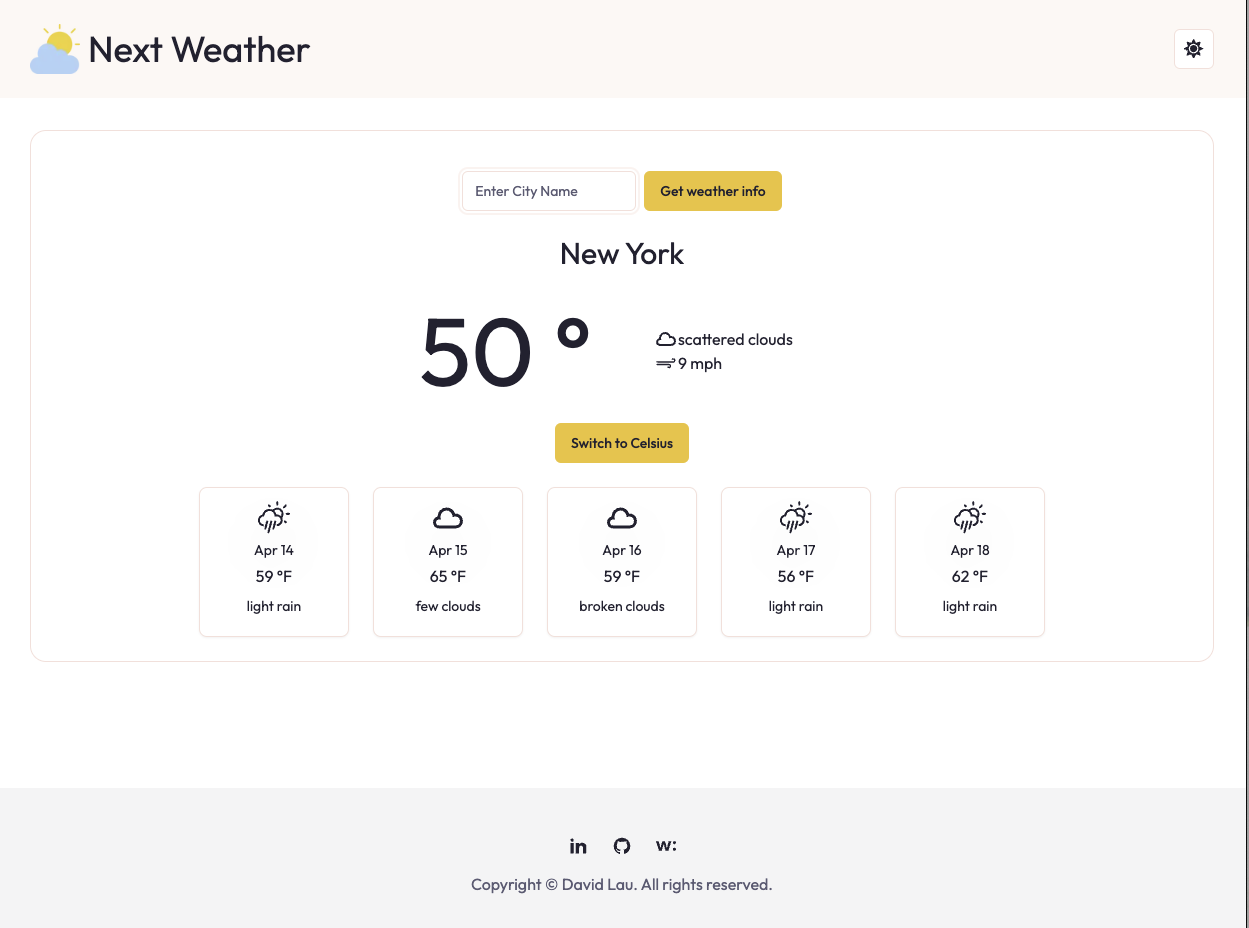 Next Weather
Enter City Name
Get weather info
New York
50 °
scattered clouds
9 mph
Switch to Celsius
Apr 14
59 °F
light rain
Apr 15
65 °F
few clouds
Apr 16
59 °F
broken clouds
Apr 17
56 °F
light rain
Apr 18
62 °F
light rain
in
w:
Copyright © David Lau. All rights reserved.